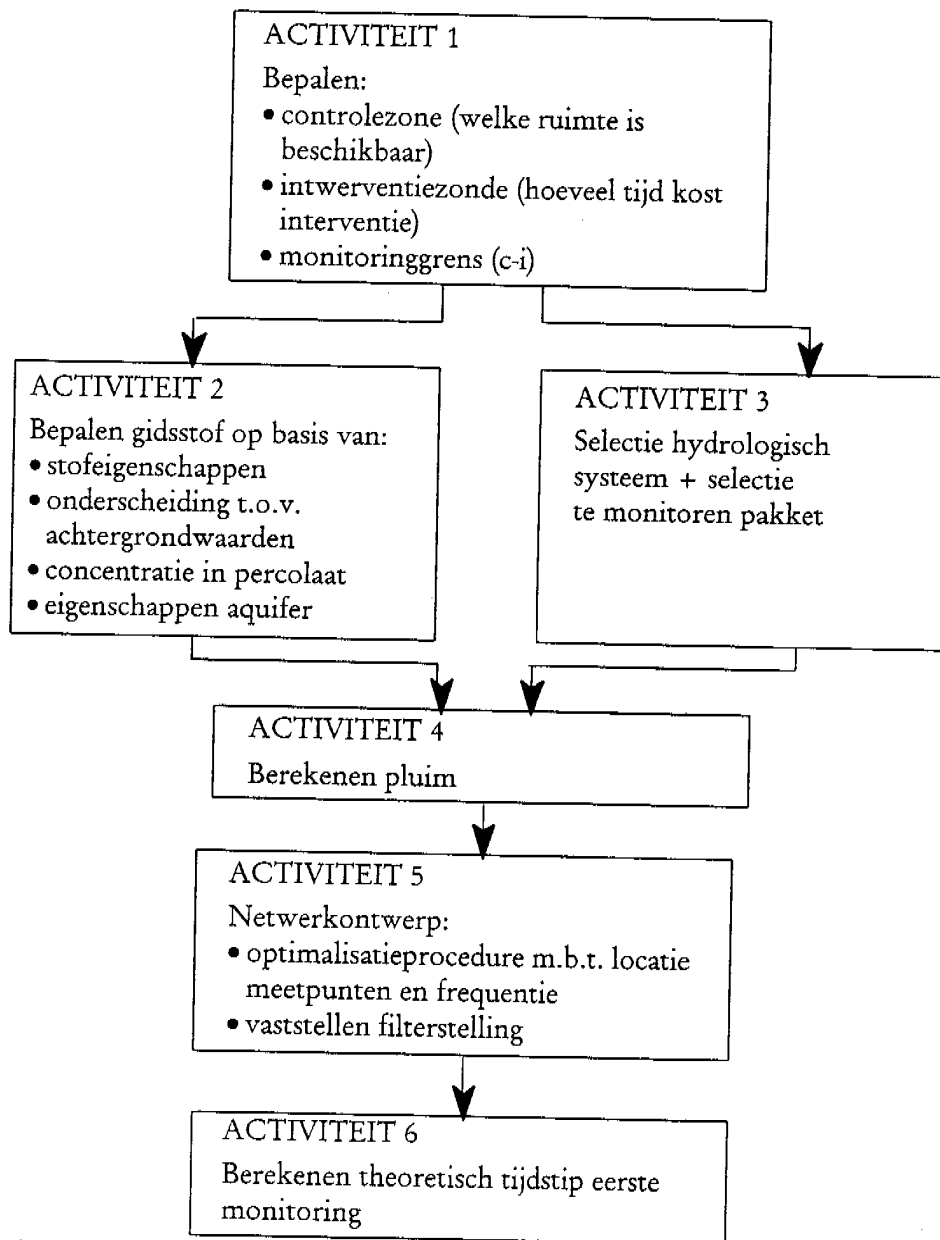 ACTIVITEIT 1
Bepalen:
• controlezone (welke ruimte is
beschikbaar)
• intwerventiezonde (hoeveel tijd kost
interventie)
• monitoringgrens (c-i)
ACTIVITEIT 2
Bepalen gidsstof op basis van:
• stofeigenschappen
• onderscheiding t.o.v.
achtergrondwaarden
• concentratie in percolaat
• eigenschappen aquifer
ACTIVITEIT 3
Selectie hydrologisch
systeem + selectie
te monitoren pakket
ACTIVITEIT 4
Berekenen pluim
ACTIVITEIT 5
Netwerkontwerp:
• optimalisatieprocedure m.b.t. locatie
meetpunten en frequentie
• vaststellen filterstelling
ACTIVITEIT 6
Berekenen theoretisch tijdstip eerste
monitoring